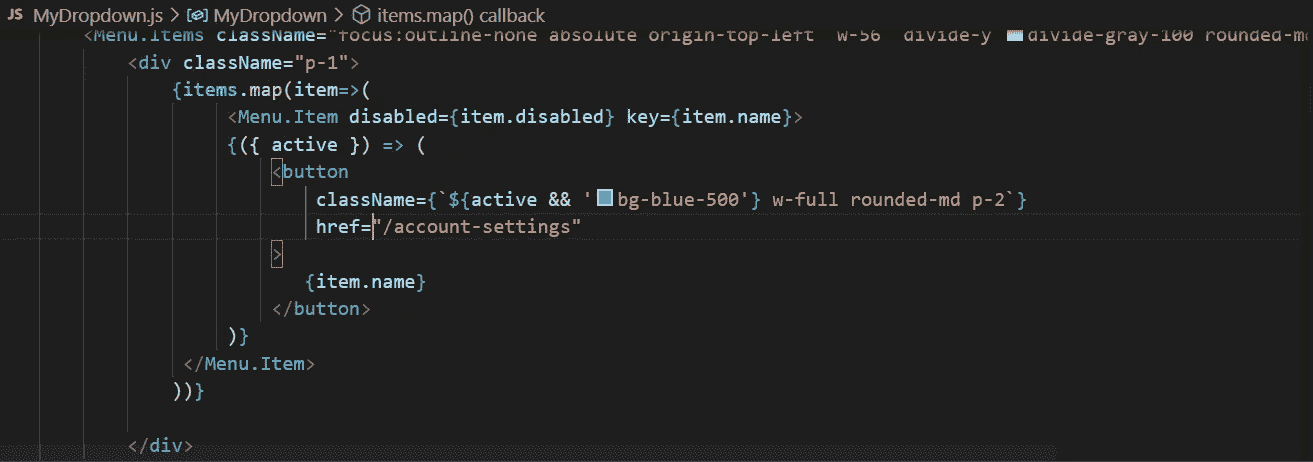 JS MyDropdown.js > MyDropdown > items.map() callback
<Menu.Items className="focus:outline-none absolute origin-top-left w-56 divide-y divide-gray-100 rounded-m
<div className="p-1">
{items.map(item=>(
<Menu.Item disabled={item.disabled} key={item.name}>
{({ active }) => (
<button
className={`${active && 'bg-blue-500'} w-full rounded-md p-2`}
href="/account-settings"
>
{item.name}
</button>
)}
</Menu.Item>
))}
</div>